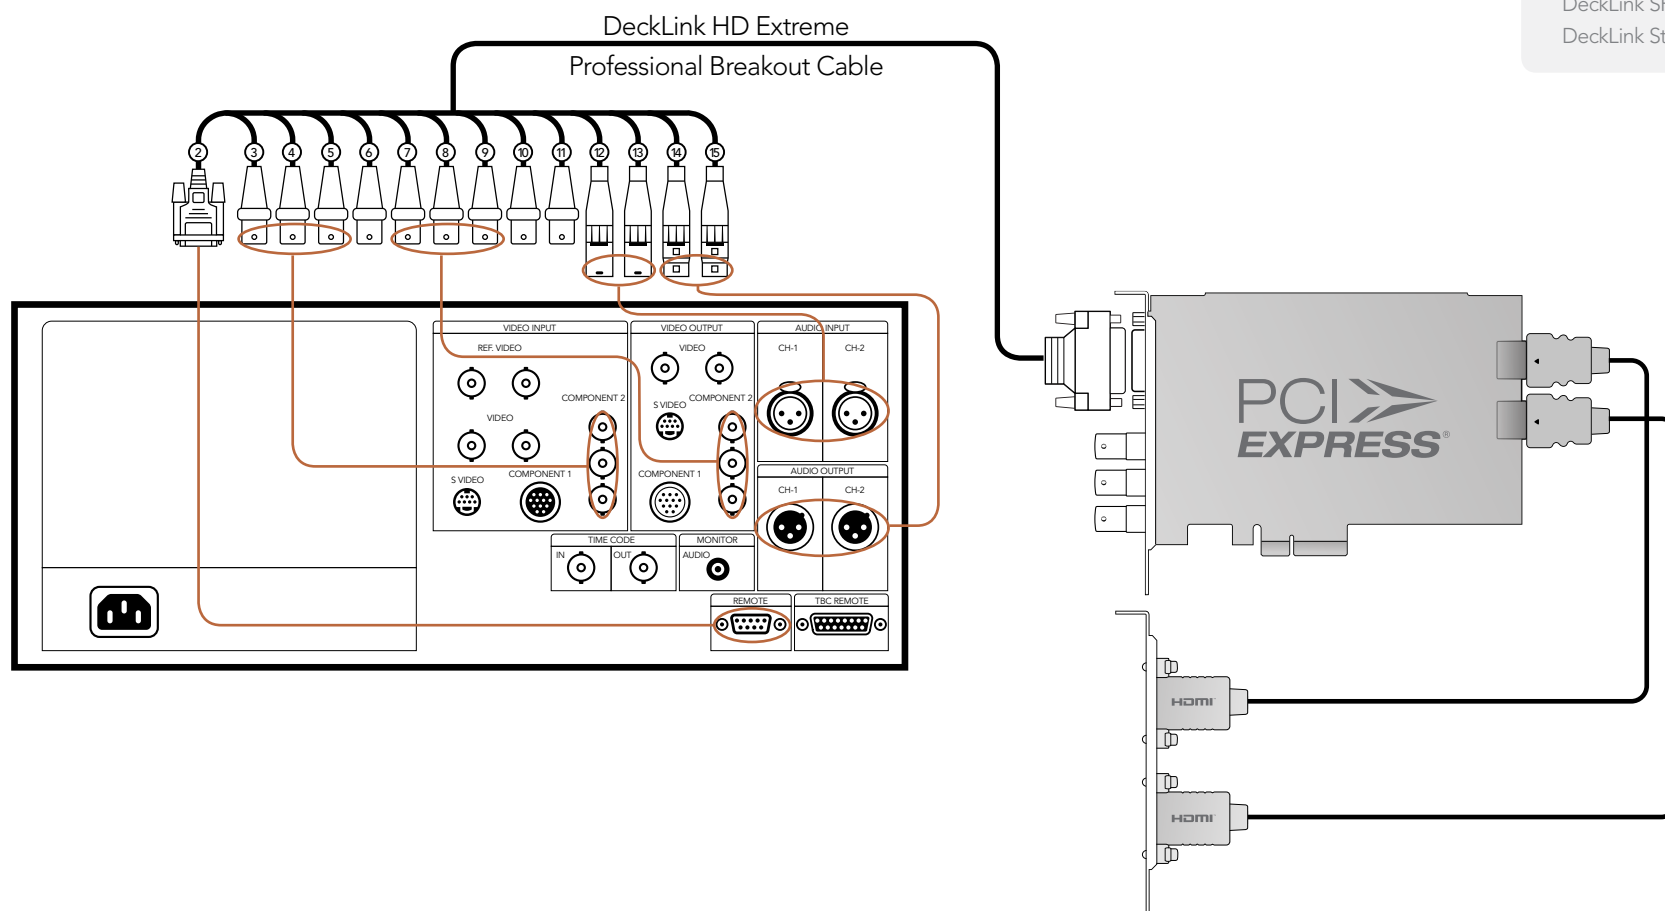 DeckLink HD Extreme
Professional Breakout Cable
DeckLink St
2 3 4 5 6 7 8 9 10 11 12 13 14 15
VIDEO INPUT
REF. VIDEO
VIDEO
COMPONENT 2
S VIDEO
COMPONENT 1
VIDEO OUTPUT
VIDEO
S VIDEO
COMPONENT 2
COMPONENT 1
AUDIO INPUT
CH-1 CH-2
AUDIO OUTPUT
CH-1 CH-2
TIME CODE
IN OUT
MONITOR
AUDIO
REMOTE
TBC REMOTE
PCI
EXPRESS®
HDMI
HDMI